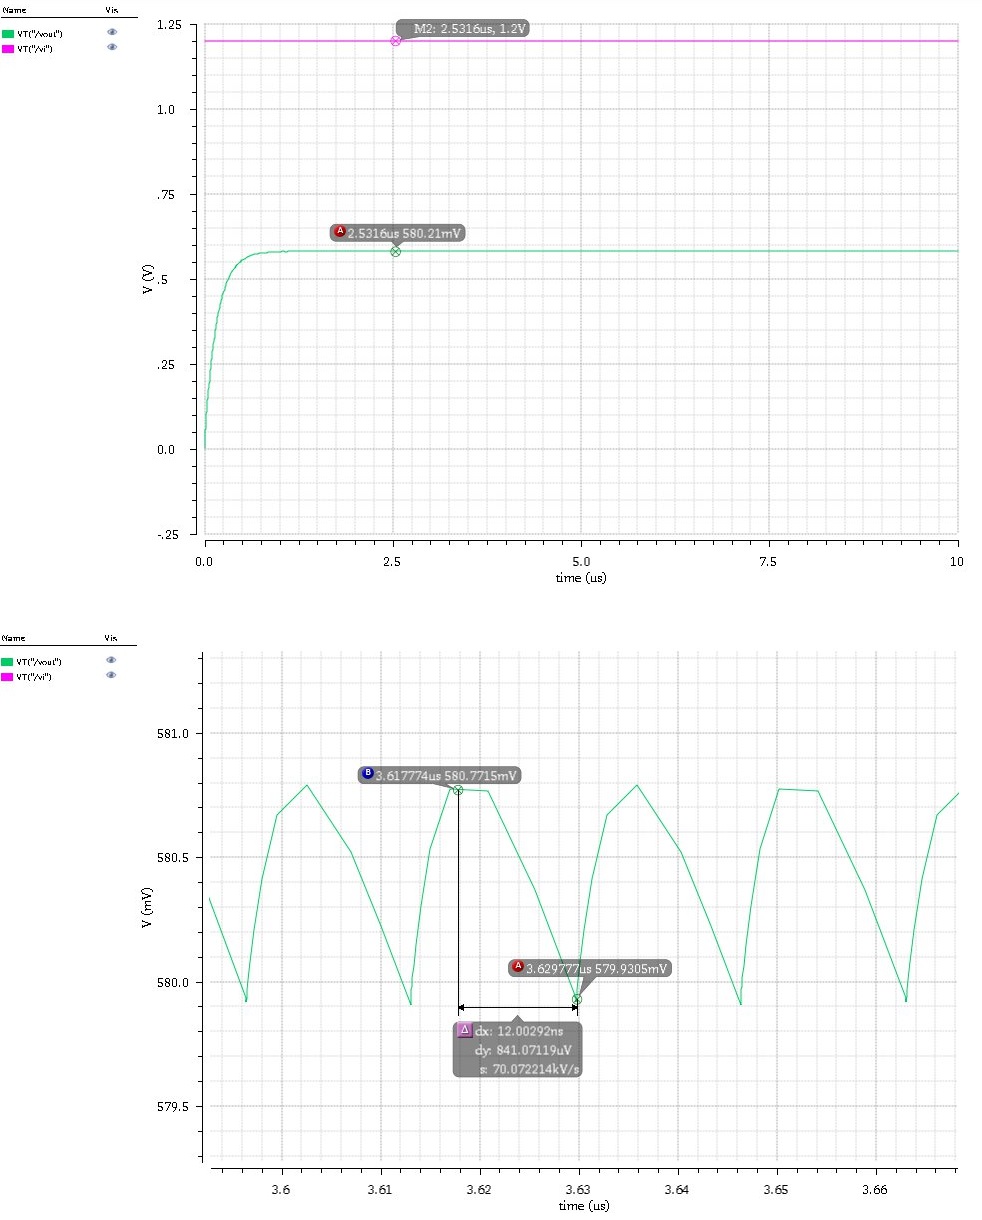 Name Vis
VT("/vout")
VT("/vi")
1.25
M2: 2.5316us, 1.2V
1.0
.75
A 2.5316us 580.21mV
V (V)
.5
.25
0.0
-.25
0.0 2.5 5.0 7.5 10
time (us)
Name Vis
VT("/vout")
VT("/vi")
581.0
B 3.617774us 580.7715mV
580.5
V (mV)
A 3.629777us 579.9305mV
580.0
Δ dx: 12.00292ns
dy: 841.07119uV
s: 70.072214kV/s
579.5
3.6 3.61 3.62 3.63 3.64 3.65 3.66
time (us)